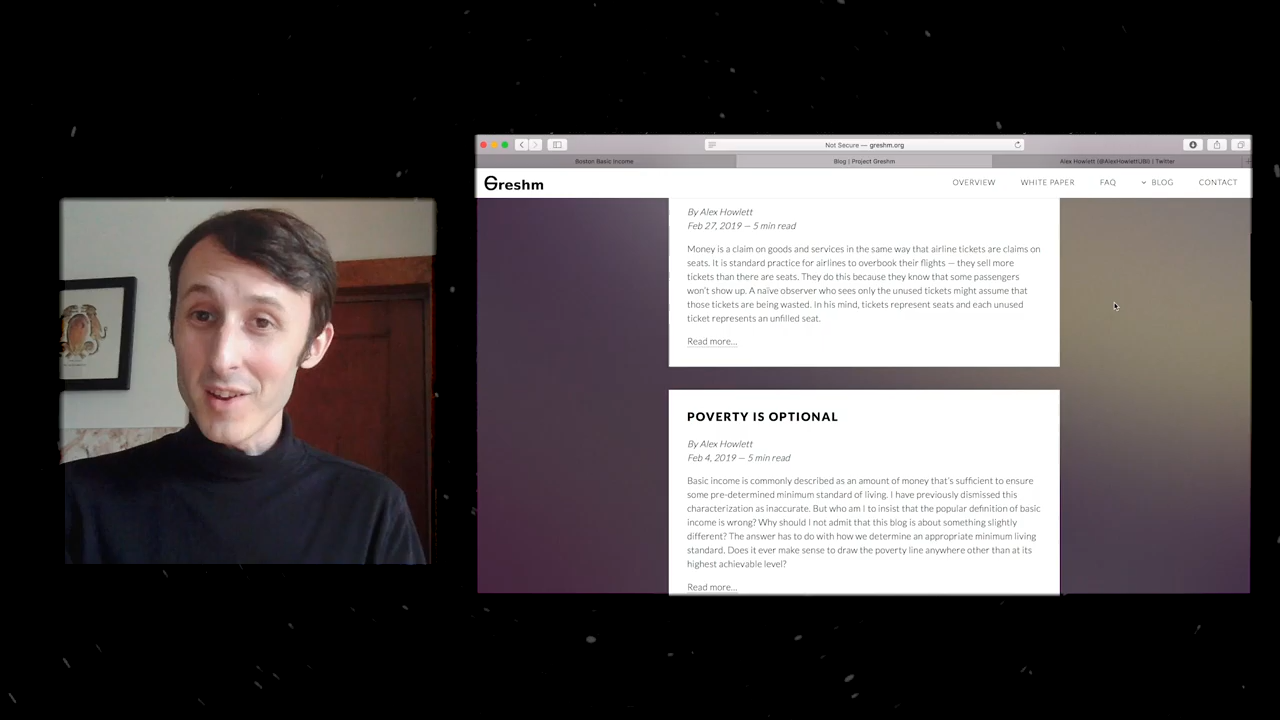 Not Secure — greshm.org
Boston Basic Income
Blog | Project Greshm
Alex Howlett (@AlexHowlettUBI) | Twitter
Greshm
OVERVIEW
WHITE PAPER
FAQ
BLOG
CONTACT
By Alex Howlett
Feb 27, 2019 — 5 min read
Money is a claim on goods and services in the same way that airline tickets are claims on
seats. It is standard practice for airlines to overbook their flights — they sell more
tickets than there are seats. They do this because they know that some passengers
won't show up. A naïve observer who sees only the unused tickets might assume that
those tickets are being wasted. In his mind, tickets represent seats and each unused
ticket represents an unfilled seat.
Read more...
POVERTY IS OPTIONAL
By Alex Howlett
Feb 4, 2019 — 5 min read
Basic income is commonly described as an amount of money that's sufficient to ensure
some pre-determined minimum standard of living. I have previously dismissed this
characterization as inaccurate. But who am I to insist that the popular definition of basic
income is wrong? Why should I not admit that this blog is about something slightly
different? The answer has to do with how we determine an appropriate minimum living
standard. Does it ever make sense to draw the poverty line anywhere other than at its
highest achievable level?
Read more...